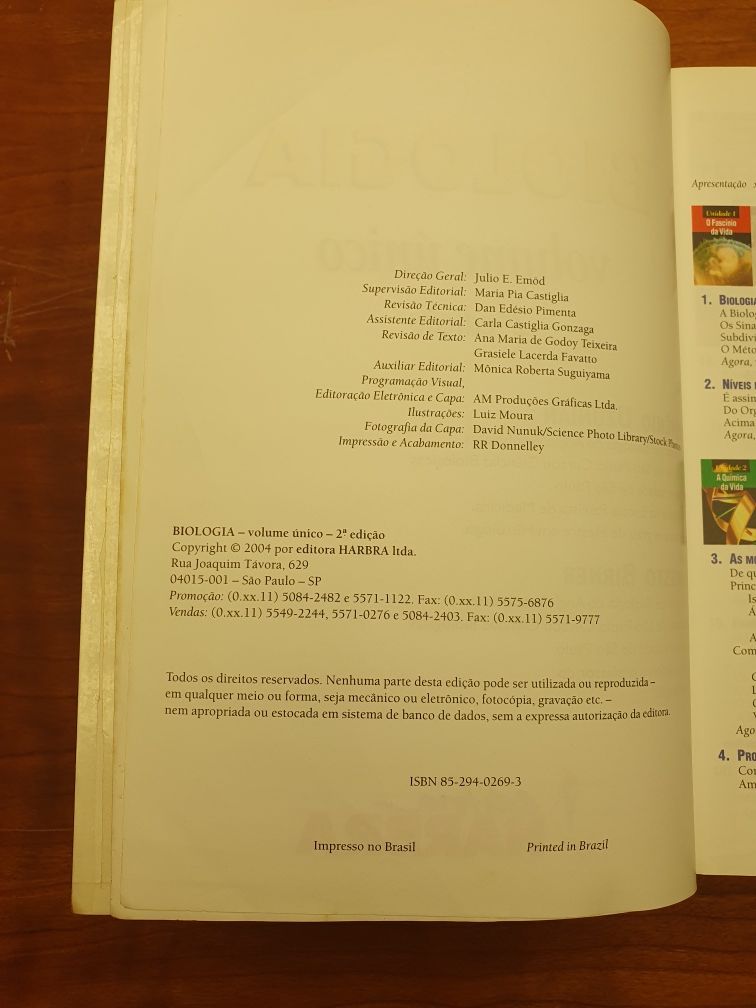 Direção Geral: Julio E. Emöd
Supervisão Editorial: Maria Pia Castiglia
Revisão Técnica: Dan Edésio Pimenta
Assistente Editorial: Carla Castiglia Gonzaga
Revisão de Texto: Ana Maria de Godoy Teixeira
Grasiele Lacerda Favatto
Auxiliar Editorial: Mônica Roberta Suguiyama
Programação Visual,
Editoração Eletrônica e Capa: AM Produções Gráficas Ltda.
Ilustrações: Luiz Moura
Fotografia da Capa: David Nunuk/Science Photo Library/Stock
Impressão e Acabamento: RR Donnelley
BIOLOGIA – volume único – 2ª edição
Copyright © 2004 por editora HARBRA ltda.
Rua Joaquim Távora, 629
04015-001 – São Paulo – SP
Promoção: (0.xx.11) 5084-2482 e 5571-1122. Fax: (0.xx.11) 5575-6876
Vendas: (0.xx.11) 5549-2244, 5571-0276 e 5084-2403. Fax: (0.xx.11) 5571-9777
Todos os direitos reservados. Nenhuma parte desta edição pode ser utilizada ou reproduzida –
em qualquer meio ou forma, seja mecânico ou eletrônico, fotocópia, gravação etc. –
nem apropriada ou estocada em sistema de banco de dados, sem a expressa autorização da editora.
ISBN 85-294-0269-3
Impresso no Brasil
Printed in Brazil
Apresentação
Unidade 1
O Fascínio
da Vida
1. BIOLOGIA
A
Os
O
Agora,
2. NÍVEIS
É
Do
Acima
Agora,
Unidade 2
A Química
da Vida
3. AS
De
4.